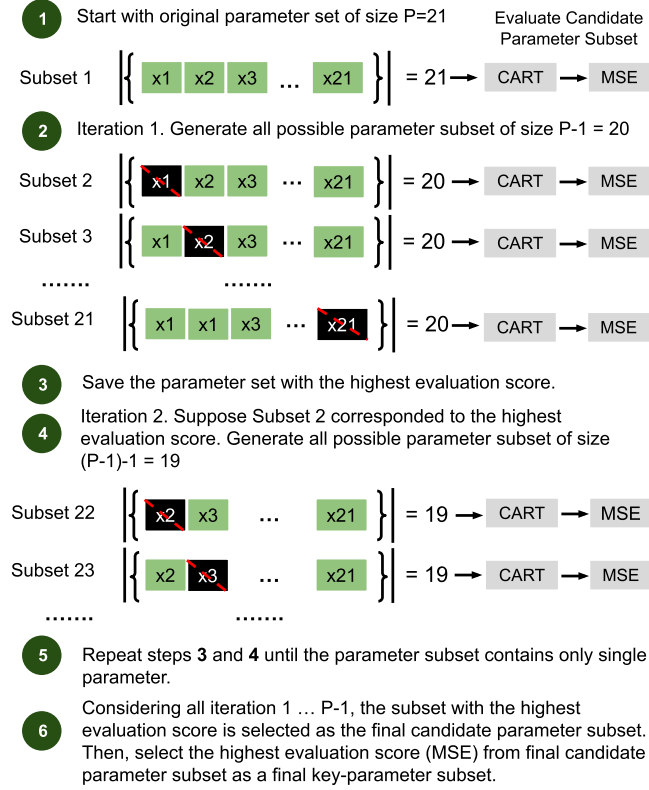 1 Start with original parameter set of size P=21
Evaluate Candidate
Parameter Subset
Subset 1 |{ x1 x2 x3 ... x21 }| = 21 → CART → MSE
2 Iteration 1. Generate all possible parameter subset of size P-1 = 20
Subset 2 |{ x1 x2 x3 ... x21 }| = 20 → CART → MSE
Subset 3 |{ x1 x2 x3 ... x21 }| = 20 → CART → MSE
....... .......
Subset 21 |{ x1 x1 x3 ... x21 }| = 20 → CART → MSE
3 Save the parameter set with the highest evaluation score.
4 Iteration 2. Suppose Subset 2 corresponded to the highest
evaluation score. Generate all possible parameter subset of size
(P-1)-1 = 19
Subset 22 |{ x2 x3 ... x21 }| = 19 → CART → MSE
Subset 23 |{ x2 x3 ... x21 }| = 19 → CART → MSE
....... .......
5 Repeat steps 3 and 4 until the parameter subset contains only single
parameter.
6 Considering all iteration 1 ... P-1, the subset with the highest
evaluation score is selected as the final candidate parameter subset.
Then, select the highest evaluation score (MSE) from final candidate
parameter subset as a final key-parameter subset.